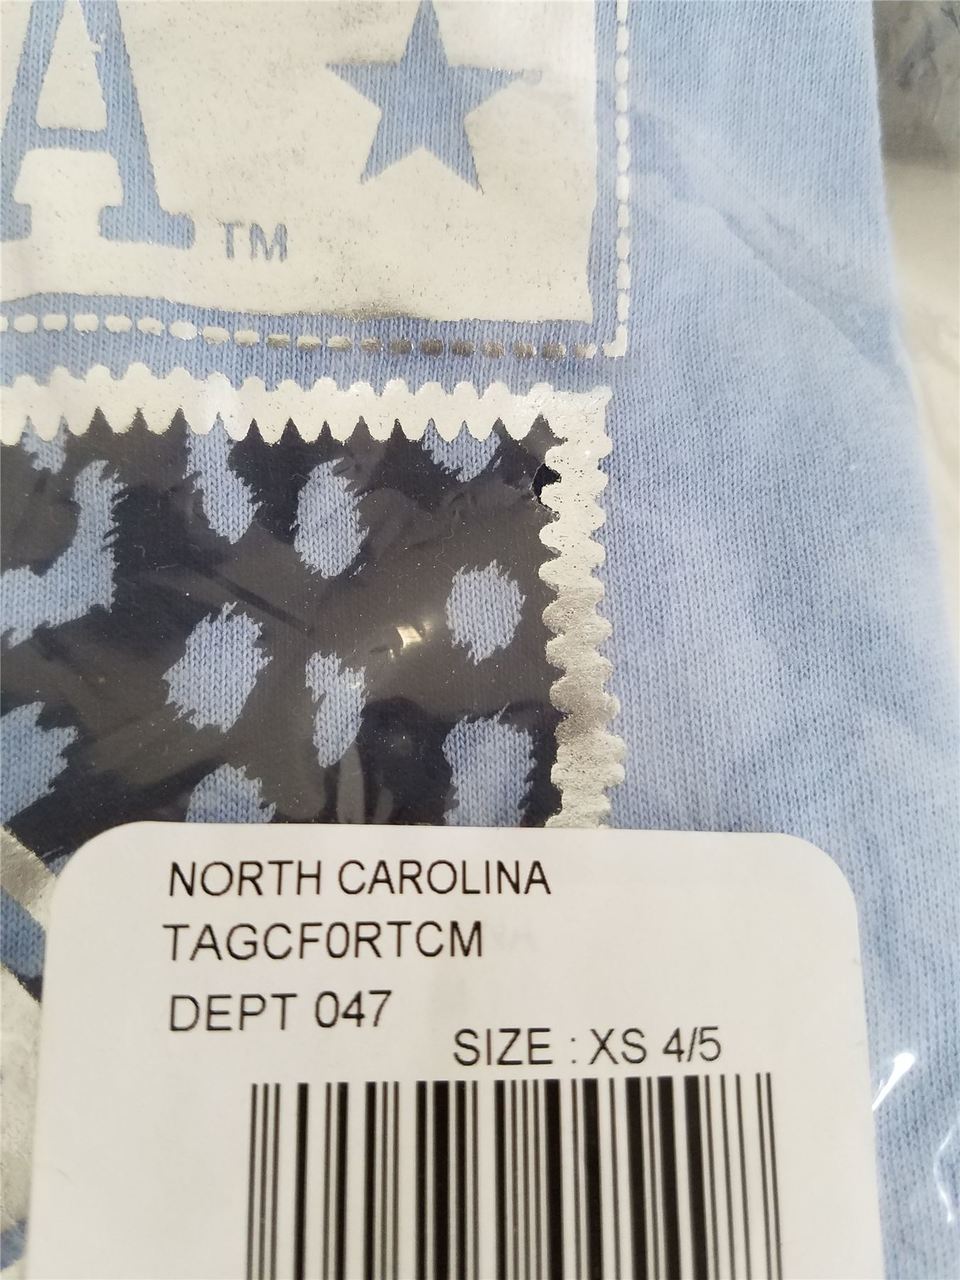 A
TM
NORTH CAROLINA
TAGCF0RTCM
DEPT 047
SIZE : XS 4/5